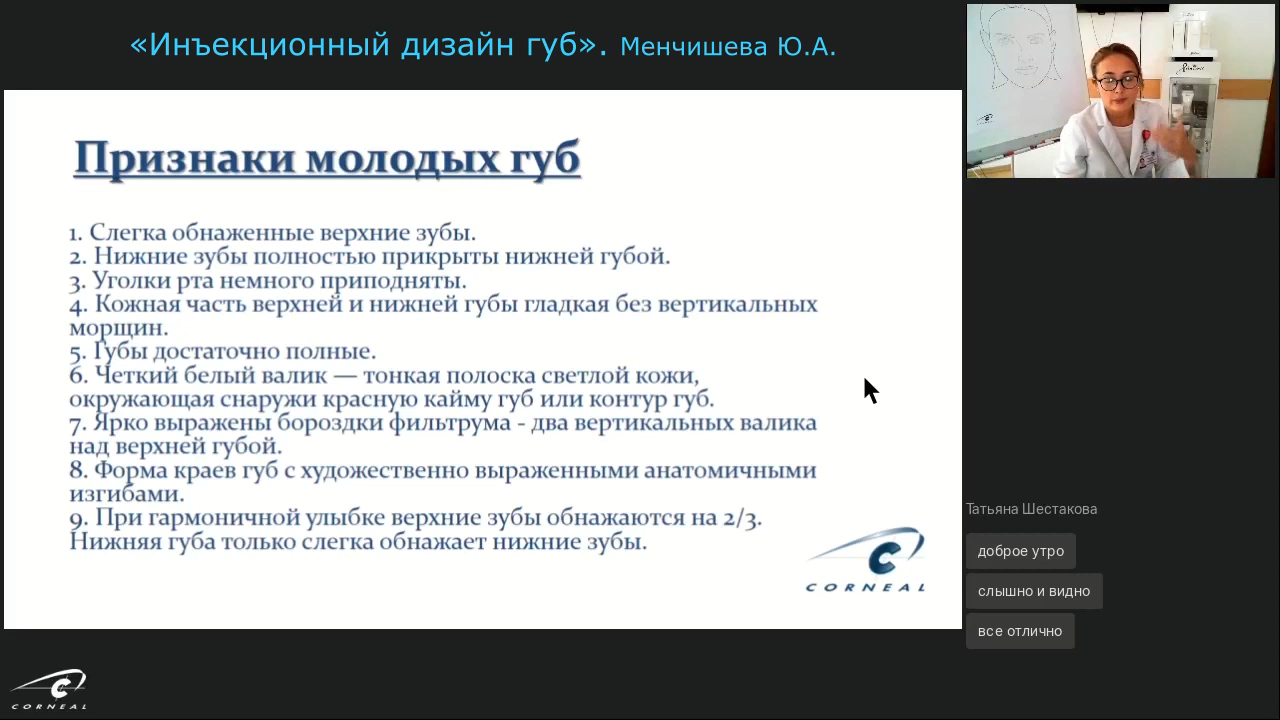 «Инъекционный дизайн губ». Менчишева Ю.А.
Признаки молодых губ
1. Слегка обнаженные верхние зубы.
2. Нижние зубы полностью прикрыты нижней губой.
3. Уголки рта немного приподняты.
4. Кожная часть верхней и нижней губы гладкая без вертикальных
морщин.
5. Губы достаточно полные.
6. Четкий белый валик — тонкая полоска светлой кожи,
окружающая снаружи красную кайму губ или контур губ.
7. Ярко выражены бороздки фильтрума - два вертикальных валика
над верхней губой.
8. Форма краев губ с художественно выраженными анатомичными
изгибами.
9. При гармоничной улыбке верхние зубы обнажаются на 2/3.
Нижняя губа только слегка обнажает нижние зубы.
C
CORNEAL
Татьяна Шестакова
доброе утро
слышно и видно
все отлично
C
CORNEAL